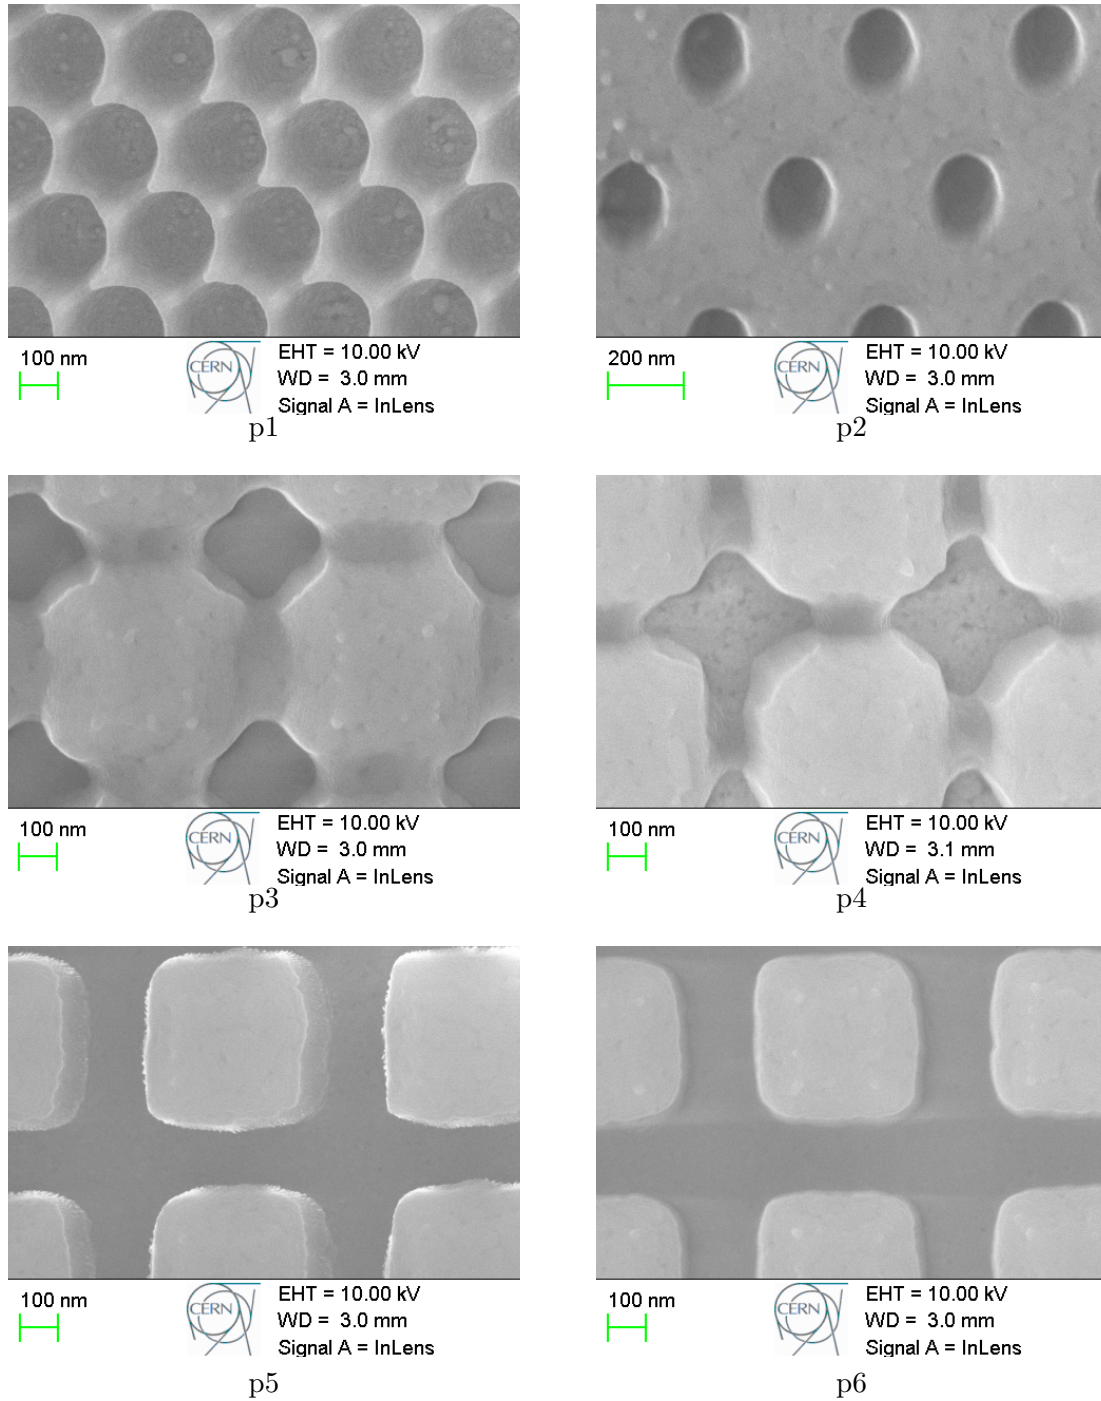 100 nm
CERN
EHT = 10.00 kV
WD = 3.0 mm
Signal A = InLens
p1
200 nm
CERN
EHT = 10.00 kV
WD = 3.0 mm
Signal A = InLens
p2
100 nm
CERN
EHT = 10.00 kV
WD = 3.0 mm
Signal A = InLens
p3
100 nm
CERN
EHT = 10.00 kV
WD = 3.1 mm
Signal A = InLens
p4
100 nm
CERN
EHT = 10.00 kV
WD = 3.0 mm
Signal A = InLens
p5
100 nm
CERN
EHT = 10.00 kV
WD = 3.0 mm
Signal A = InLens
p6